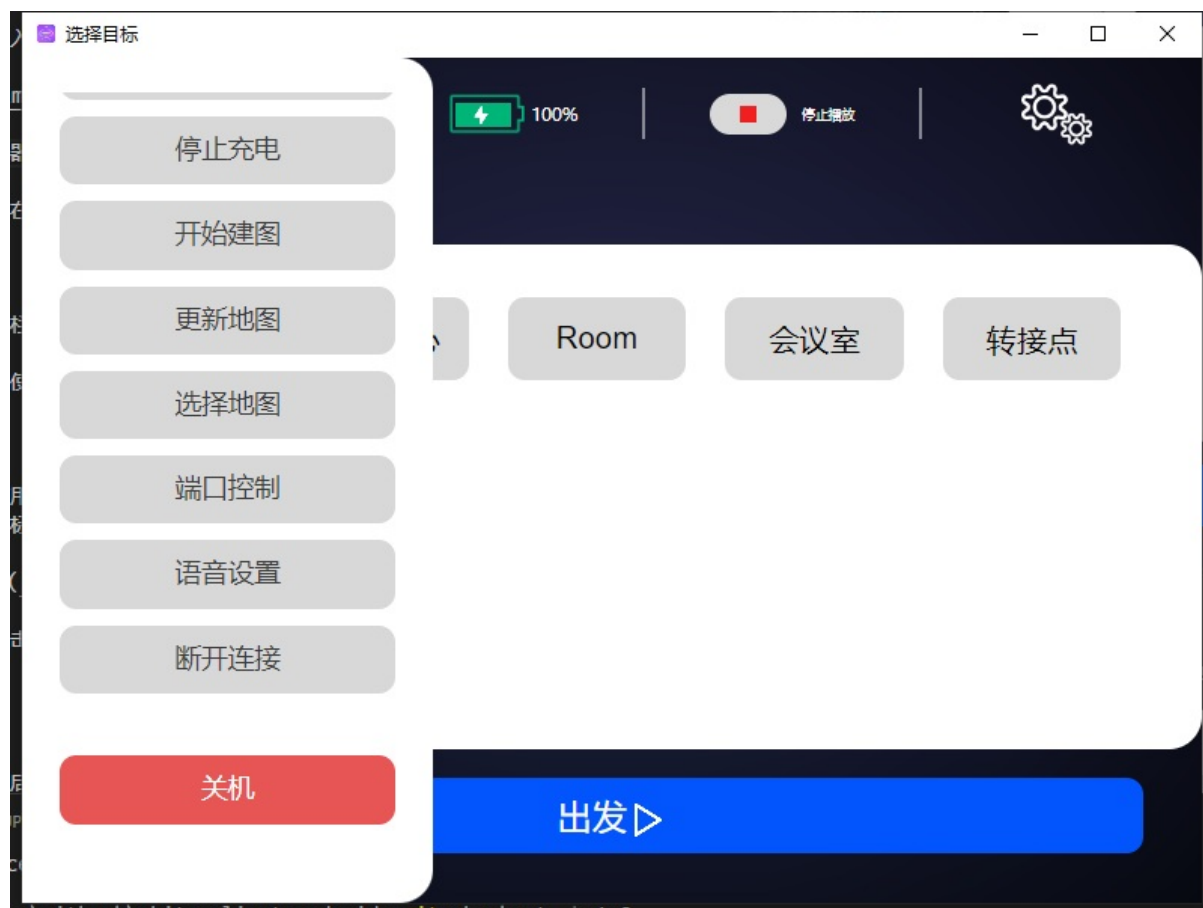 选择目标
100%
停止播放
停止充电
开始建图
更新地图
选择地图
端口控制
语音设置
断开连接
关机
Room
会议室
转接点
出发